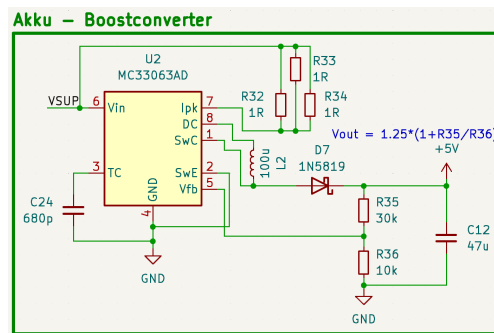 Akku – Boostconverter
U2
MC33063AD
R33
1R
R32
1R
R34
1R
VSUP
6
Vin
Ipk
7
DC
8
SwC
1
Vout = 1.25*(1+R35/R36)
+5V
100u
L2
D7
1N5819
3
TC
SwE
2
Vfb
5
GND
4
C24
680p
R35
30k
C12
47u
R36
10k
GND
GND